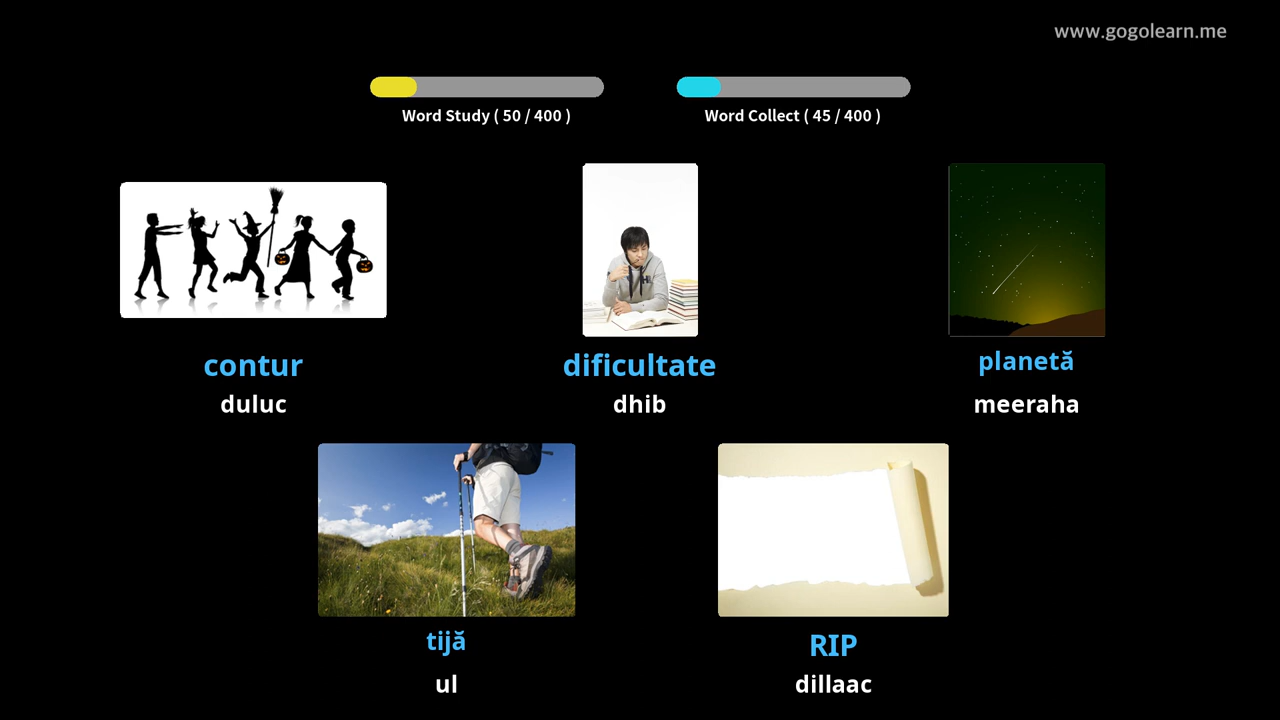 www.gogolearn.me
Word Study ( 50 / 400 )
Word Collect ( 45 / 400 )
contur
duluc
dificultate
dhib
planetă
meeraha
tijă
ul
RIP
dillaac